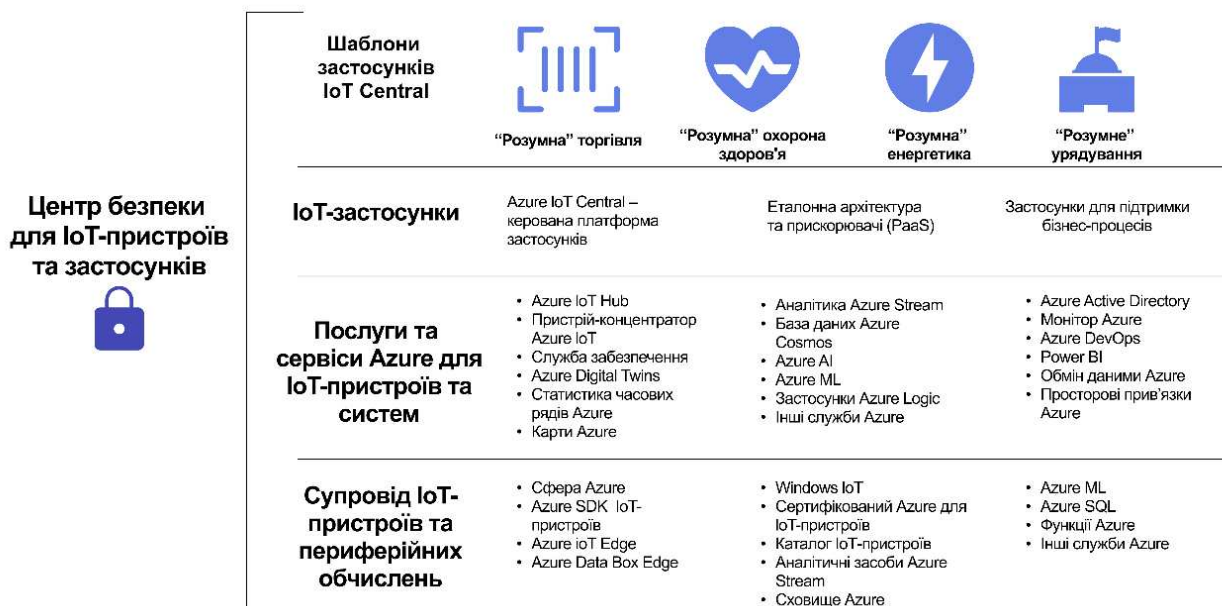 Центр безпеки
для IoT-пристроїв
та застосунків
Шаблони
застосунків
IoT Central
“Розумна” торгівля
“Розумна” охорона
здоров'я
“Розумна”
енергетика
“Розумне”
урядування
IoT-застосунки
Azure IoT Central –
керована платформа
застосунків
Еталонна архітектура
та прискорювачі (PaaS)
Застосунки для підтримки
бізнес-процесів
Послуги та
сервіси Azure для
IoT-пристроїв та
систем
• Azure IoT Hub
• Пристрій-концентратор
Azure IoT
• Служба забезпечення
• Azure Digital Twins
• Статистика часових
рядів Azure
• Карти Azure
• Аналітика Azure Stream
• База даних Azure
Cosmos
• Azure AI
• Azure ML
• Застосунки Azure Logic
• Інші служби Azure
• Azure Active Directory
• Монітор Azure
• Azure DevOps
• Power BI
• Обмін даними Azure
• Просторові прив’язки
Azure
Супровід IoT-
пристроїв та
периферійних
обчислень
• Сфера Azure
• Azure SDK IoT-
пристроїв
• Azure ioT Edge
• Azure Data Box Edge
• Windows IoT
• Сертифікований Azure для
IoT-пристроїв
• Каталог IoT-пристроїв
• Аналітичні засоби Azure
Stream
• Сховище Azure
• Azure ML
• Azure SQL
• Функції Azure
• Інші служби Azure